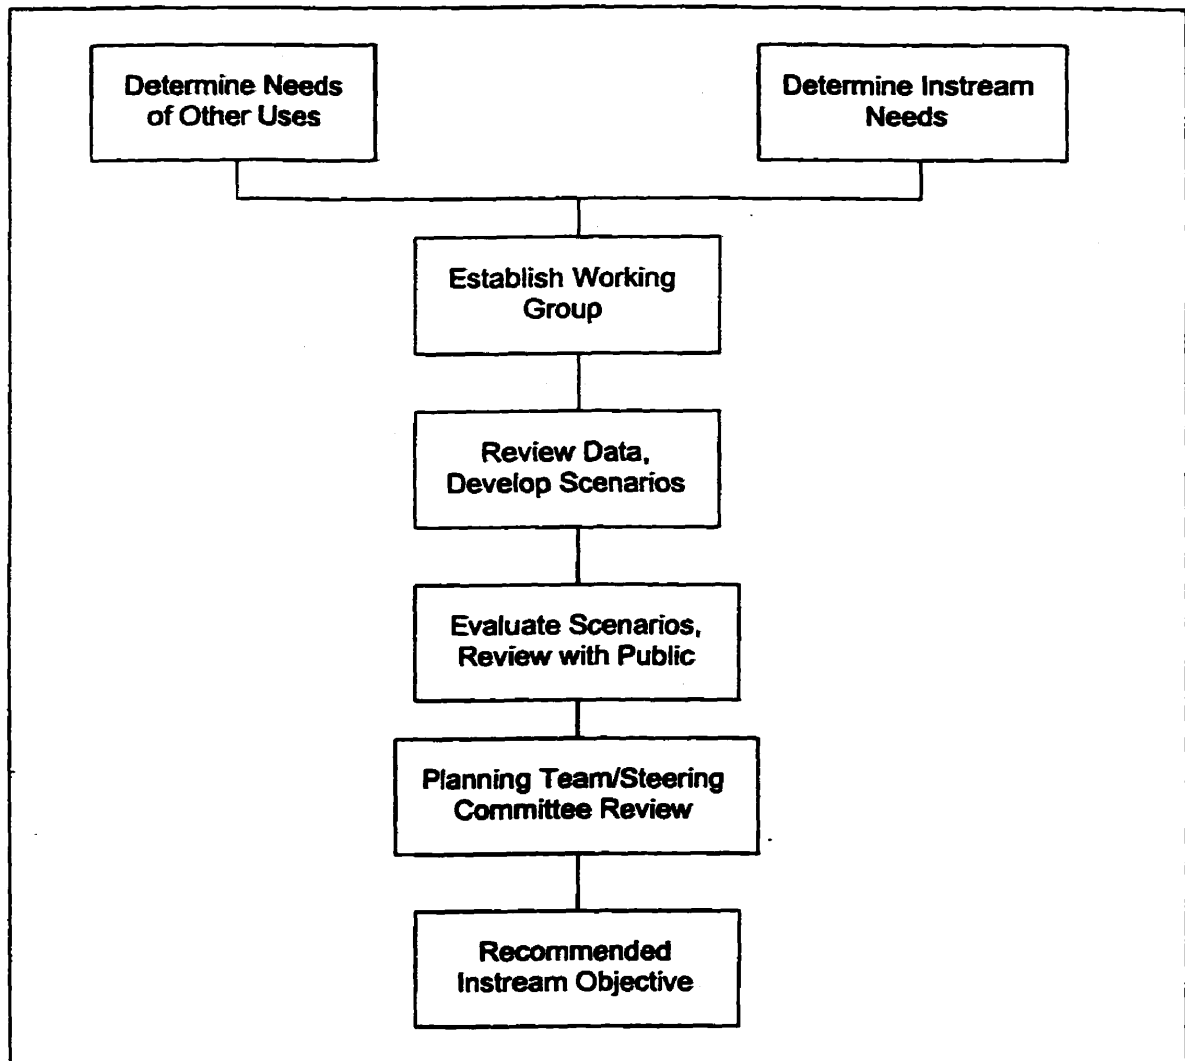 Determine Needs
of Other Uses
Determine Instream
Needs
Establish Working
Group
Review Data,
Develop Scenarios
Evaluate Scenarios,
Review with Public
Planning Team/Steering
Committee Review
Recommended
Instream Objective